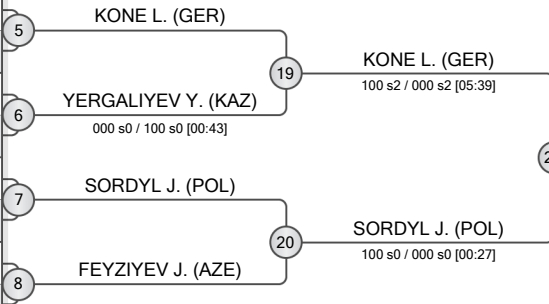 KONE L. (GER)
5
19
KONE L. (GER)
100 s2 / 000 s2 [05:39]
6
YERGALIYEV Y. (KAZ)
000 s0 / 100 s0 [00:43]
7
SORDYL J. (POL)
20
SORDYL J. (POL)
100 s0 / 000 s0 [00:27]
8
FEYZIYEV J. (AZE)